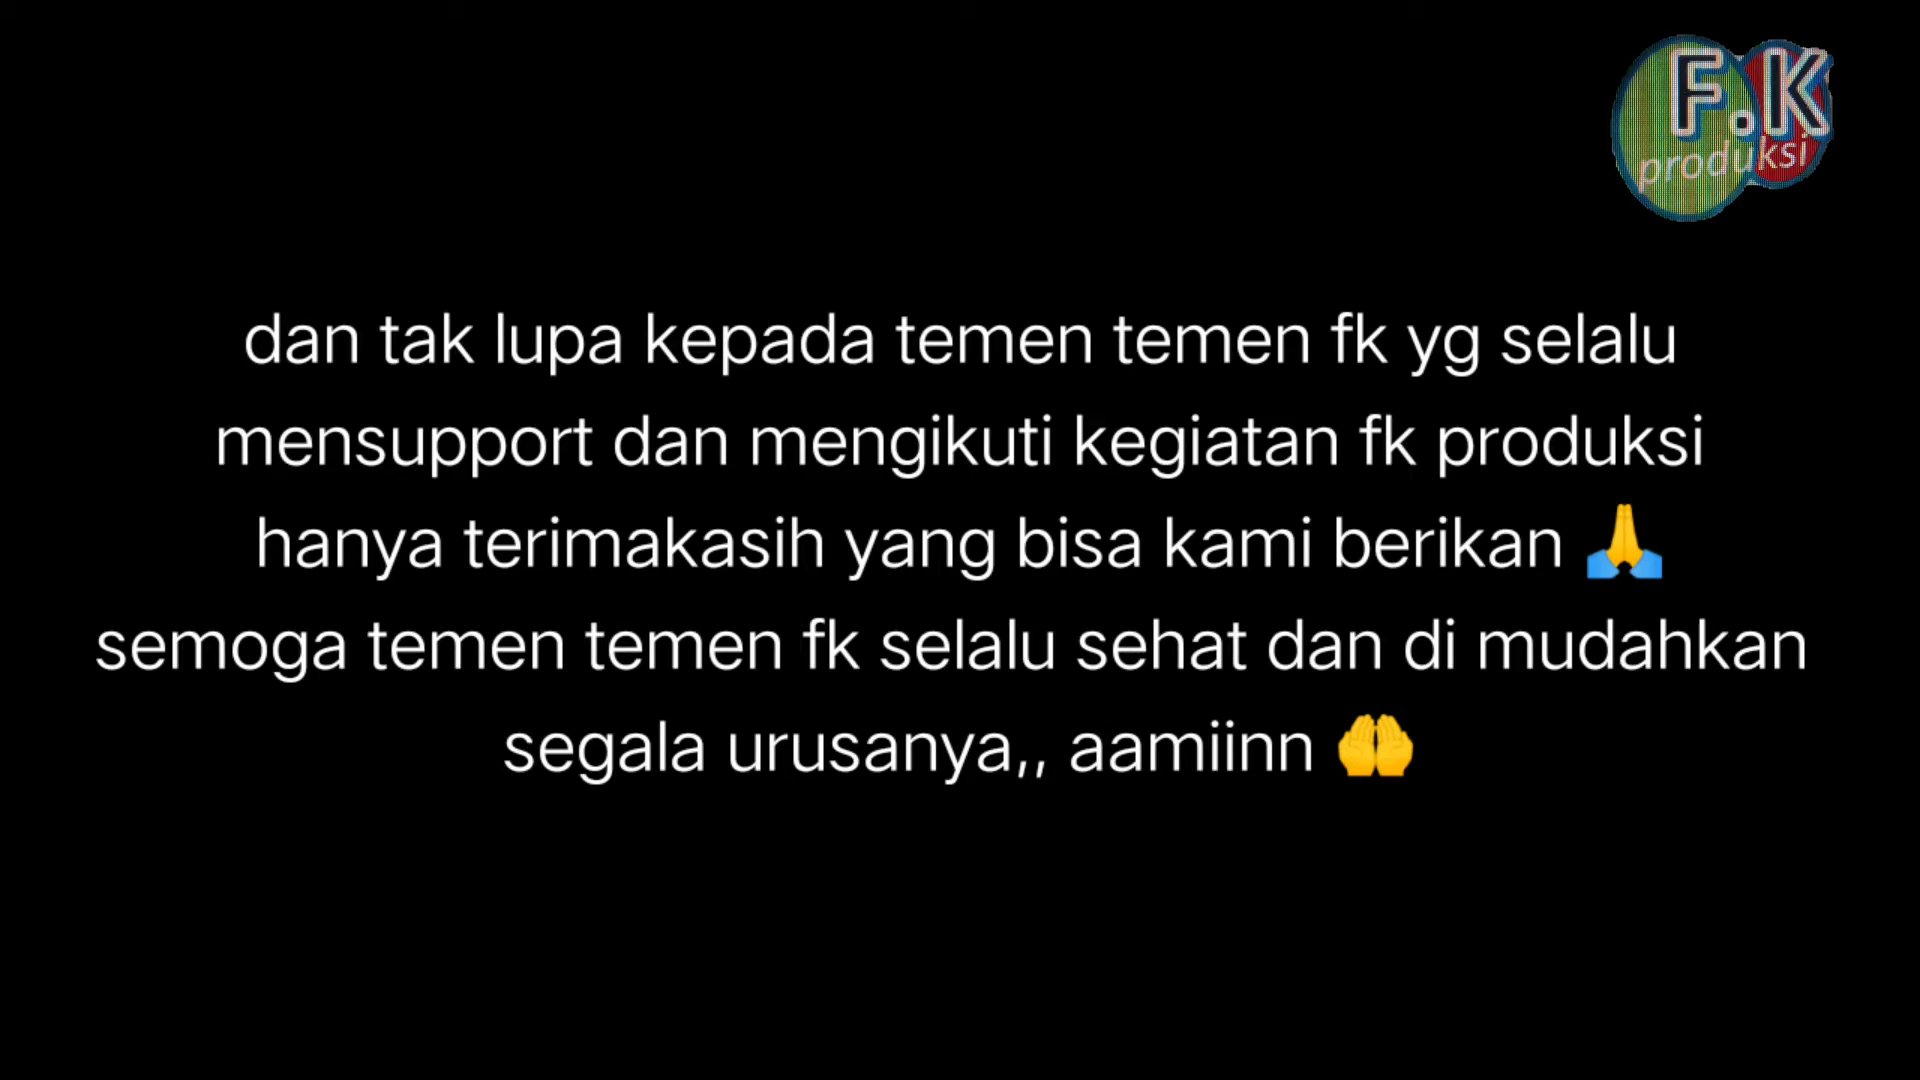 F.K
produksi
dan tak lupa kepada temen temen fk yg selalu
mensupport dan mengikuti kegiatan fk produksi
hanya terimakasih yang bisa kami berikan 🙏
semoga temen temen fk selalu sehat dan di mudahkan
segala urusanya,, aamiinn 🤲